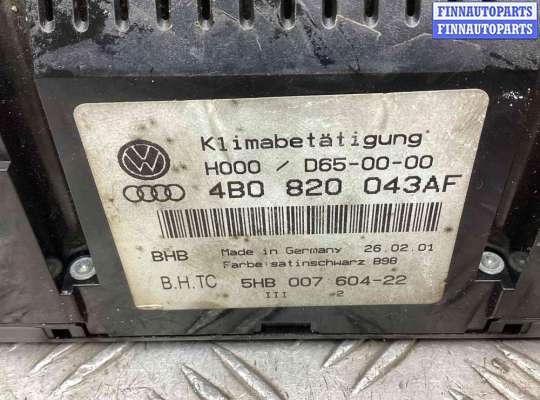 FINNAUTOPARTS
FINNAUTOPARTS
Klimabetätigung
H000 / D65-00-00
4B0 820 043AF
BHB Made in Germany 26.02.01
Farbe:satinschwarz B98
B.H.TC 5HB 007 604-22
III 2